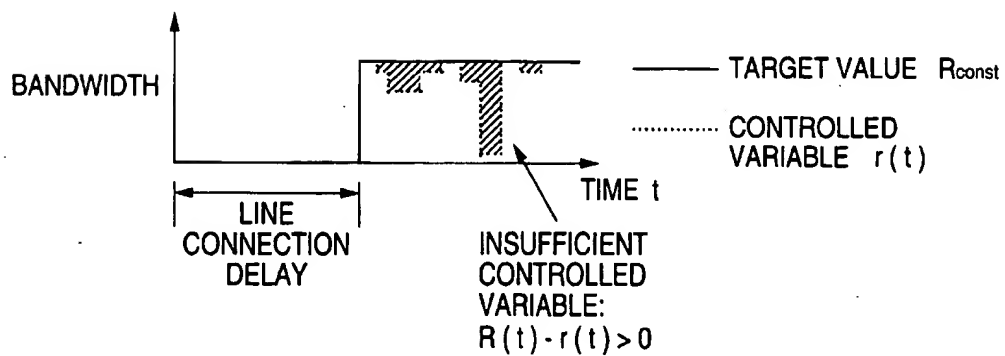 BANDWIDTH
TARGET VALUE Rconst
CONTROLLED
VARIABLE r(t)
TIME t
LINE
CONNECTION
DELAY
INSUFFICIENT
CONTROLLED
VARIABLE:
R(t)-r(t)>0